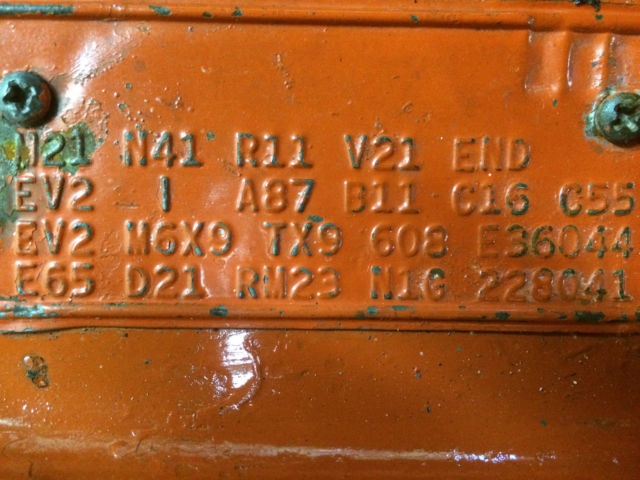 N21 N41 R11 V21 END
EV2 1 A87 B11 C16 C55
EV2 M6X9 TX9 608 E36044
E65 D21 RM23 N1G 228041